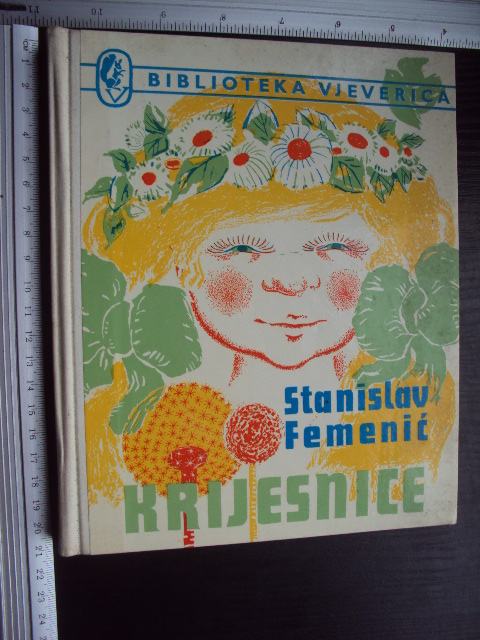 BIBLIOTEKA VJEVERICA
Stanislav
Femenić
KRIJESNICE